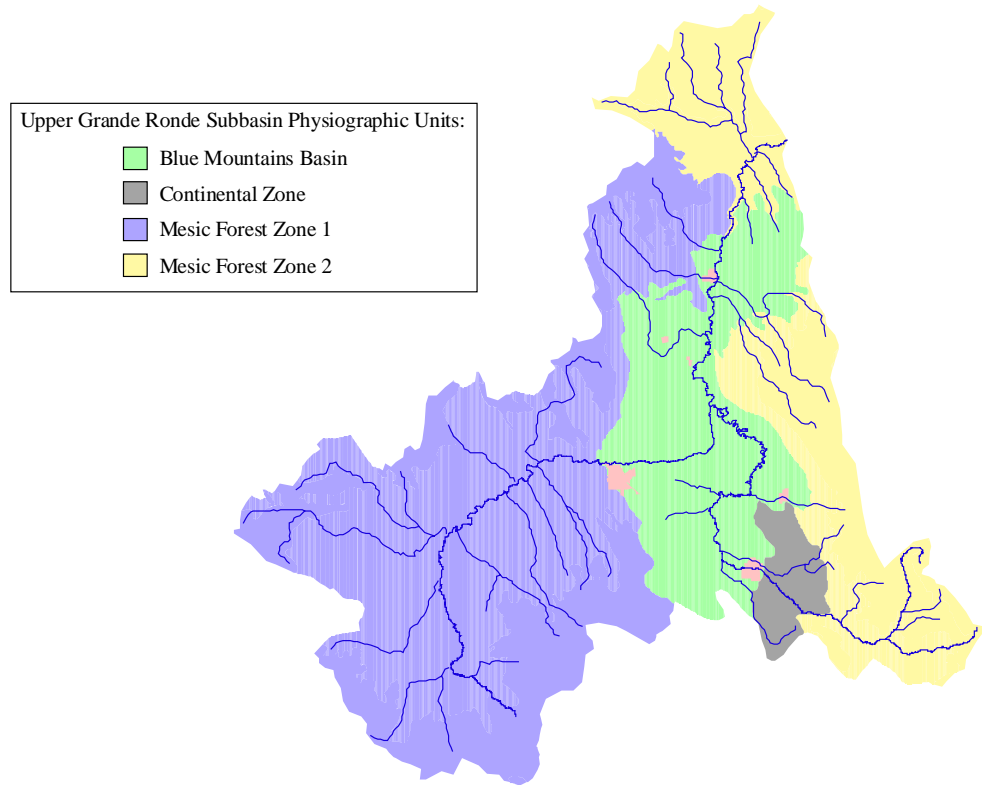 Upper Grande Ronde Subbasin Physiographic Units:
Blue Mountains Basin
Continental Zone
Mesic Forest Zone 1
Mesic Forest Zone 2